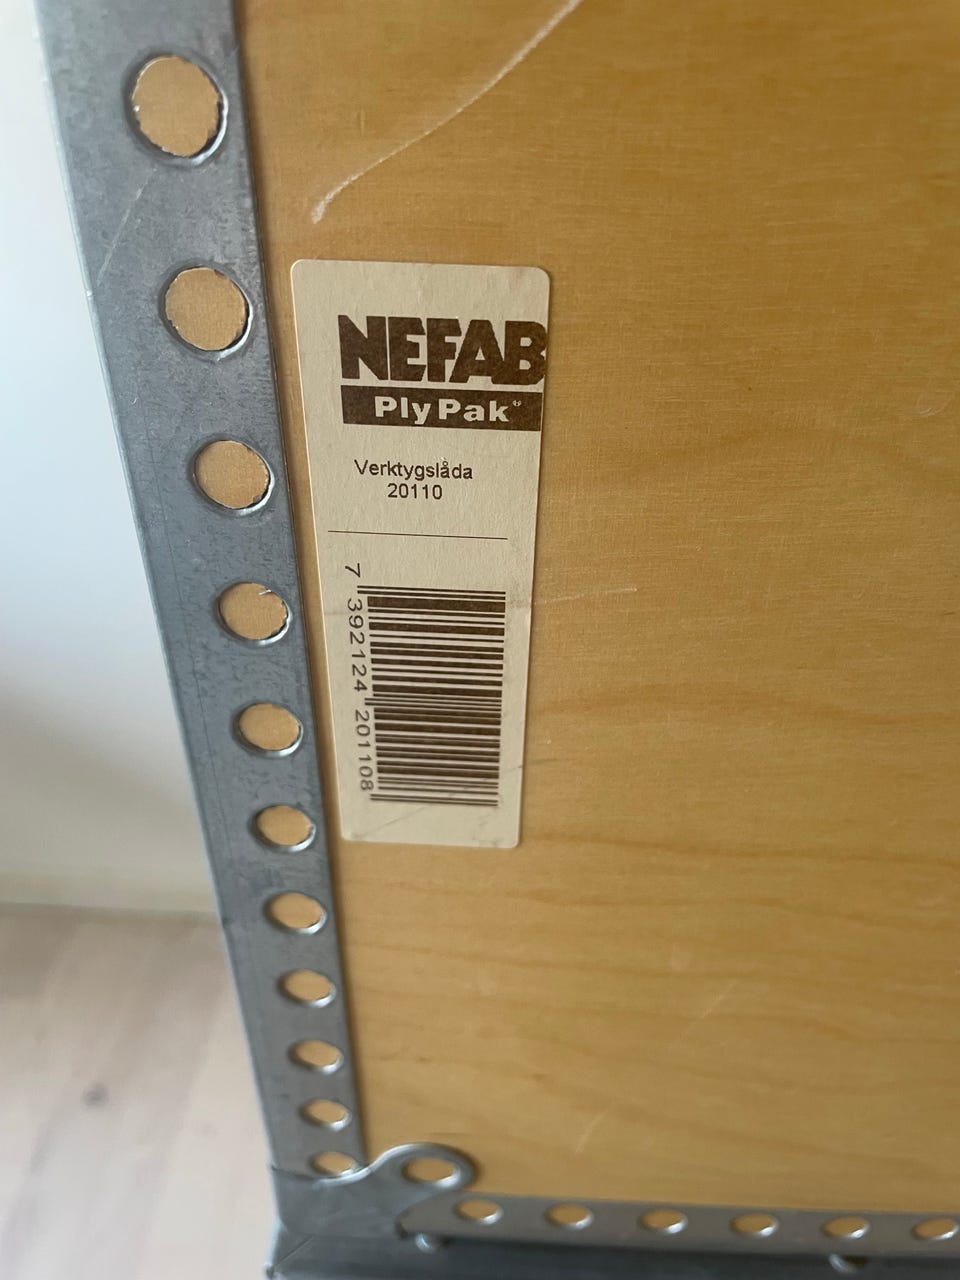 NEFAB
PlyPak®
Verktygslåda
20110
7 392124 201108